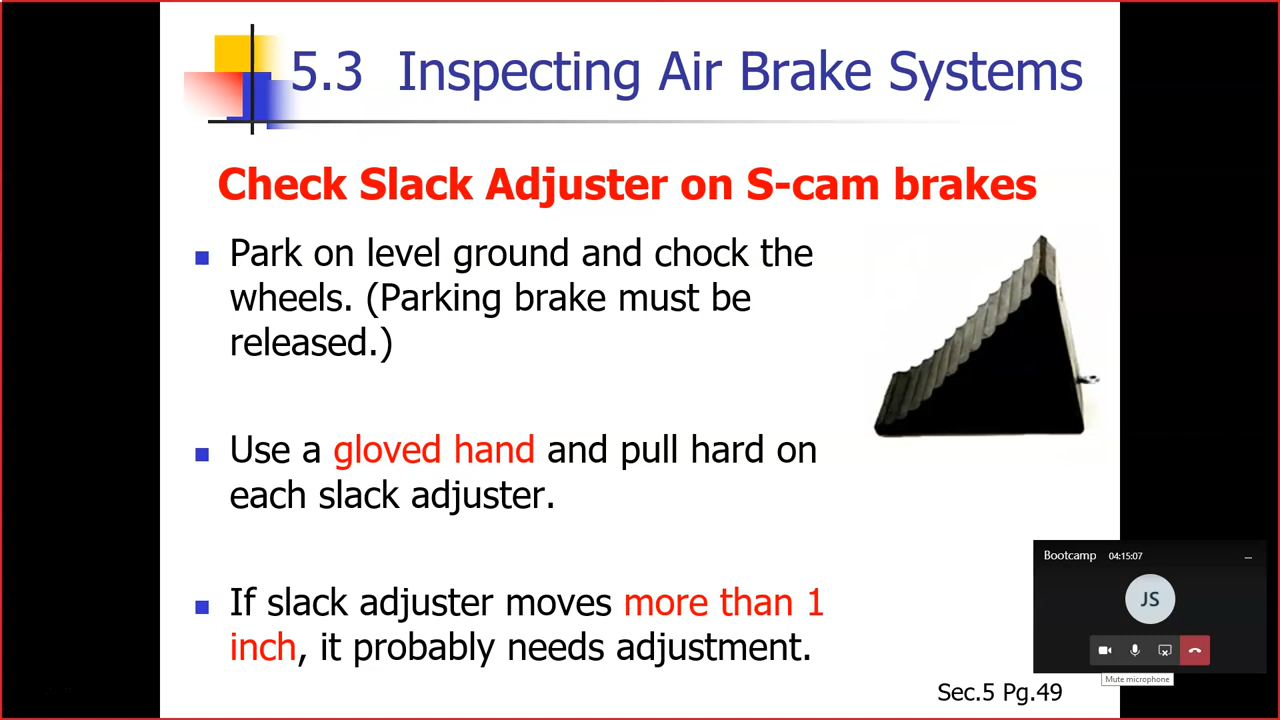 5.3 Inspecting Air Brake Systems
Check Slack Adjuster on S-cam brakes
Park on level ground and chock the
wheels. (Parking brake must be
released.)
Use a gloved hand and pull hard on
each slack adjuster.
If slack adjuster moves more than 1
inch, it probably needs adjustment.
Sec.5 Pg.49
Bootcamp 04:15:07
JS
Mute microphone